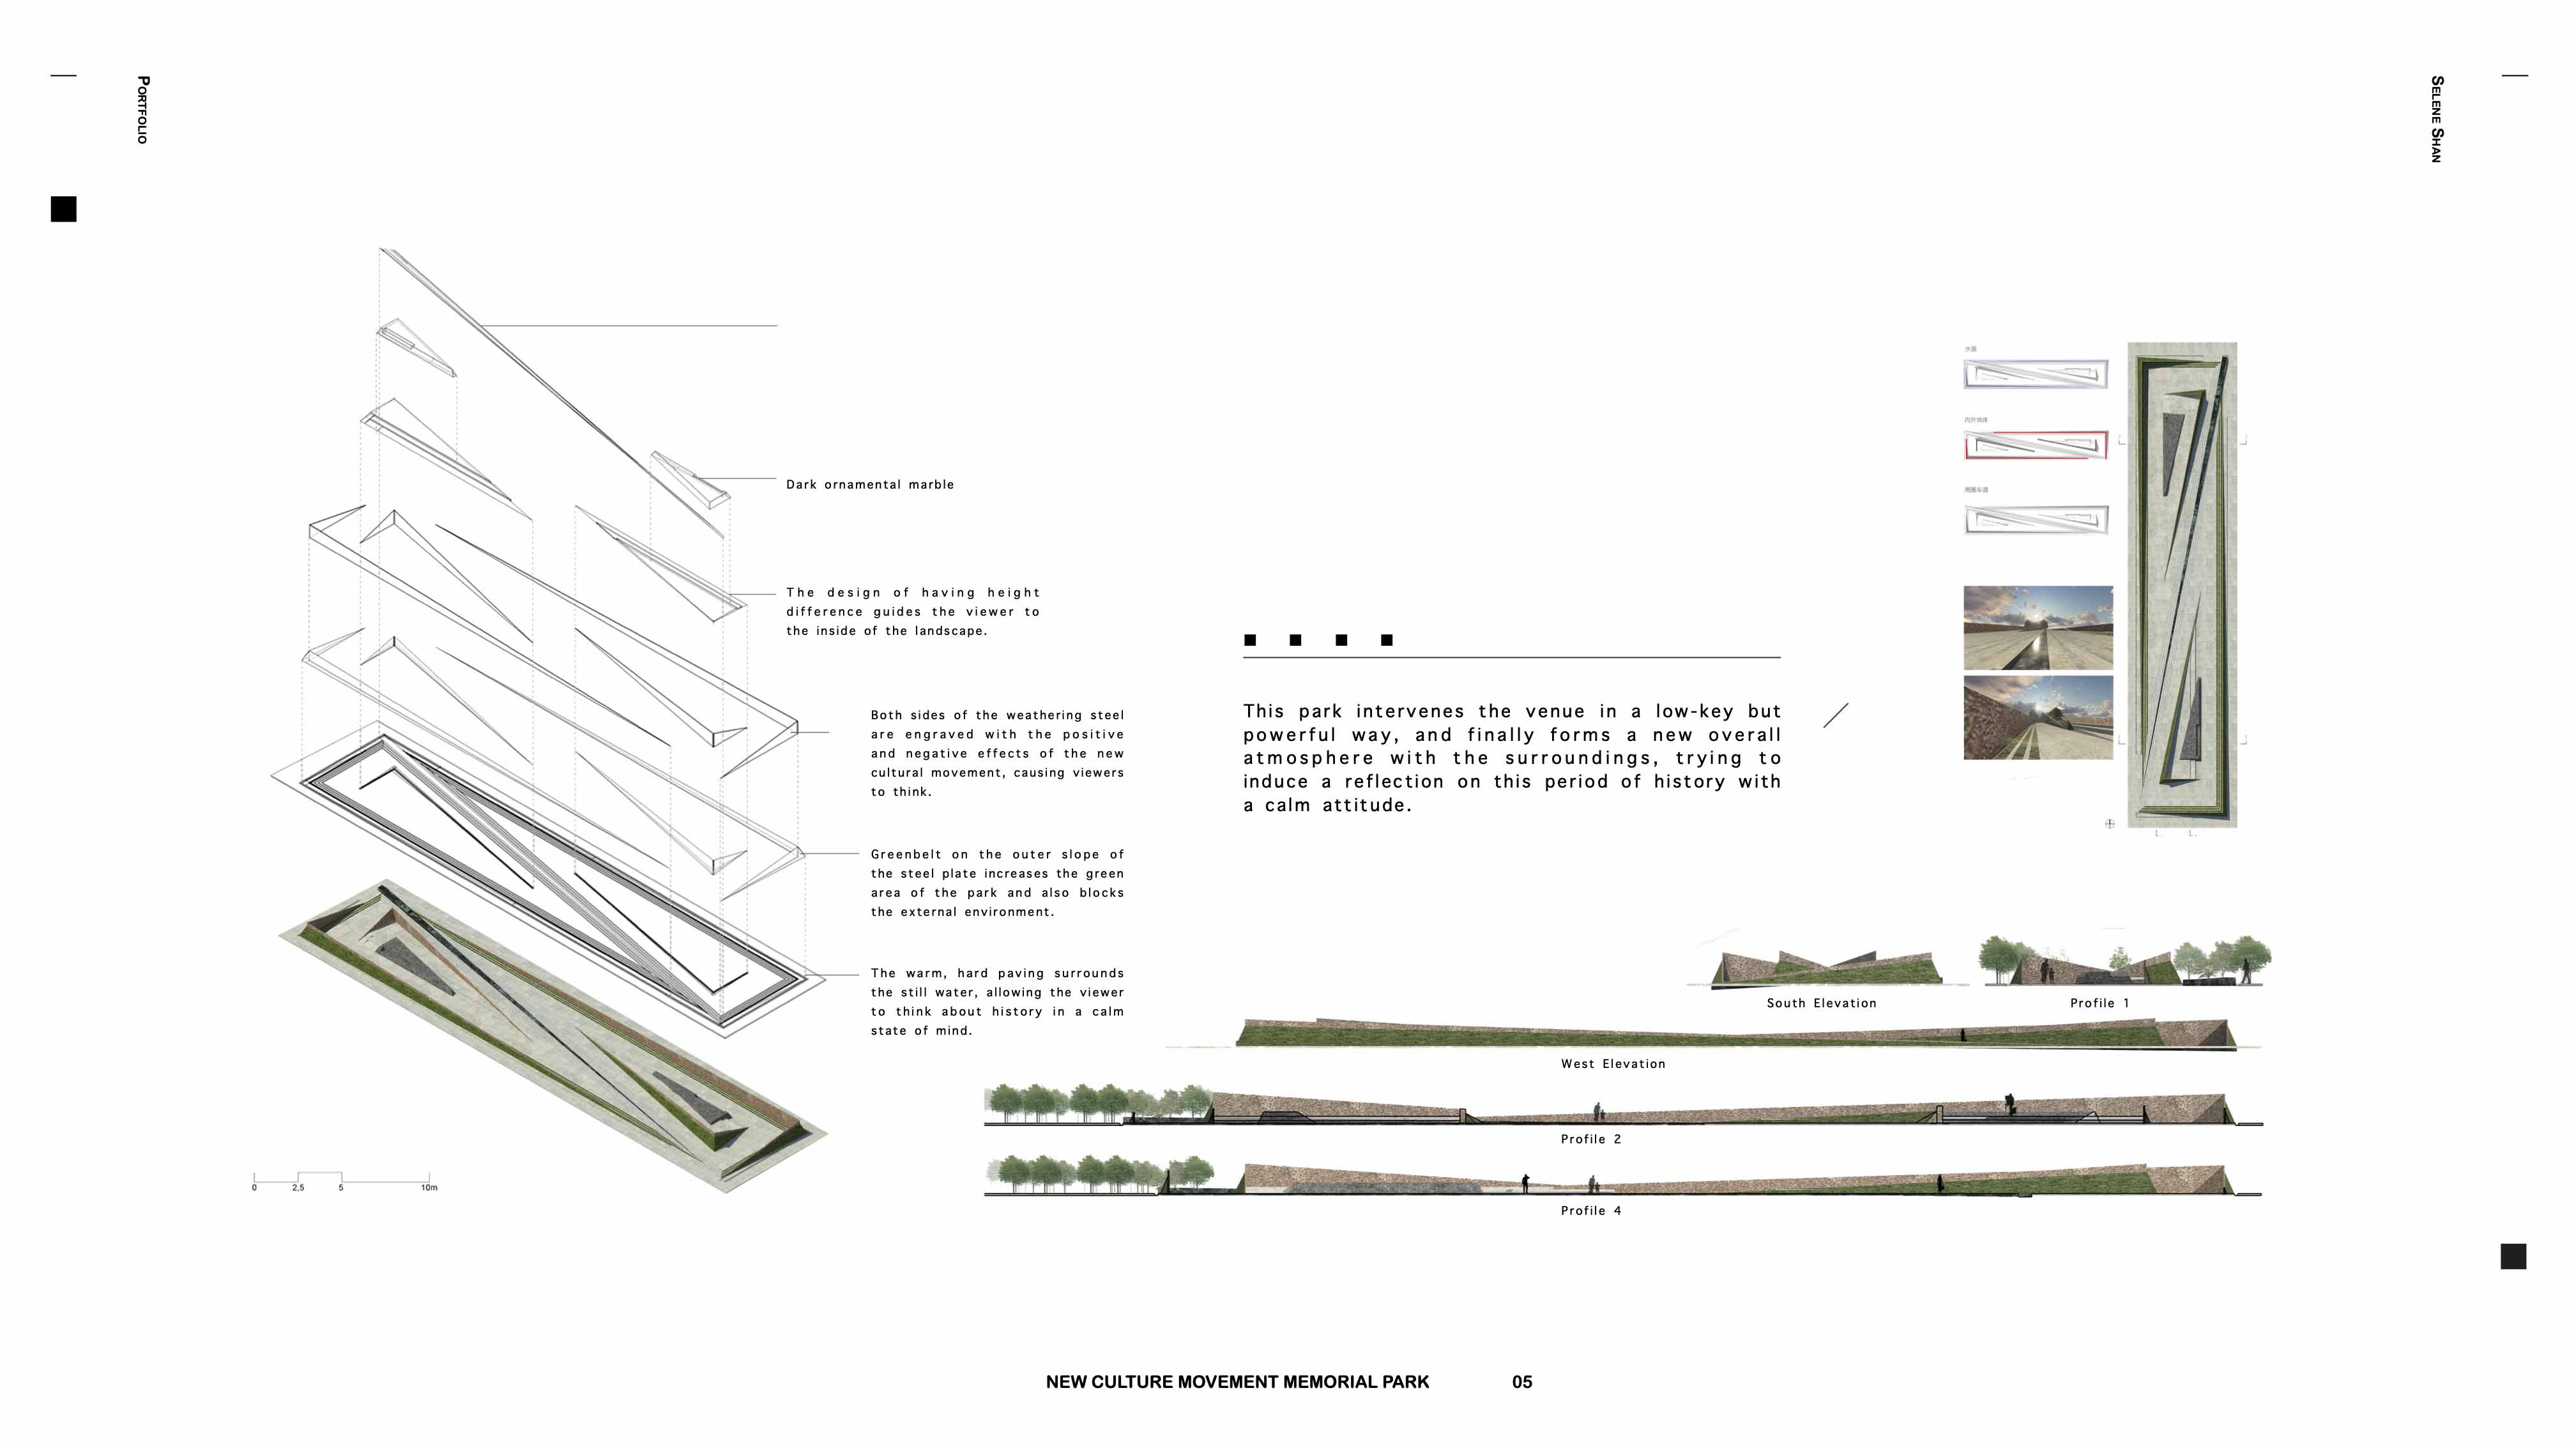 PORTFOLIO
SELENE SHAN
Dark ornamental marble
The design of having height
difference guides the viewer to
the inside of the landscape.
Both sides of the weathering steel
are engraved with the positive
and negative effects of the new
cultural movement, causing viewers
to think.
Greenbelt on the outer slope of
the steel plate increases the green
area of the park and also blocks
the external environment.
The warm, hard paving surrounds
the still water, allowing the viewer
to think about history in a calm
state of mind.
0 2,5 5 10m
This park intervenes the venue in a low-key but
powerful way, and finally forms a new overall
atmosphere with the surroundings, trying to
induce a reflection on this period of history with
a calm attitude.
South Elevation
Profile 1
West Elevation
Profile 2
Profile 4
NEW CULTURE MOVEMENT MEMORIAL PARK 05